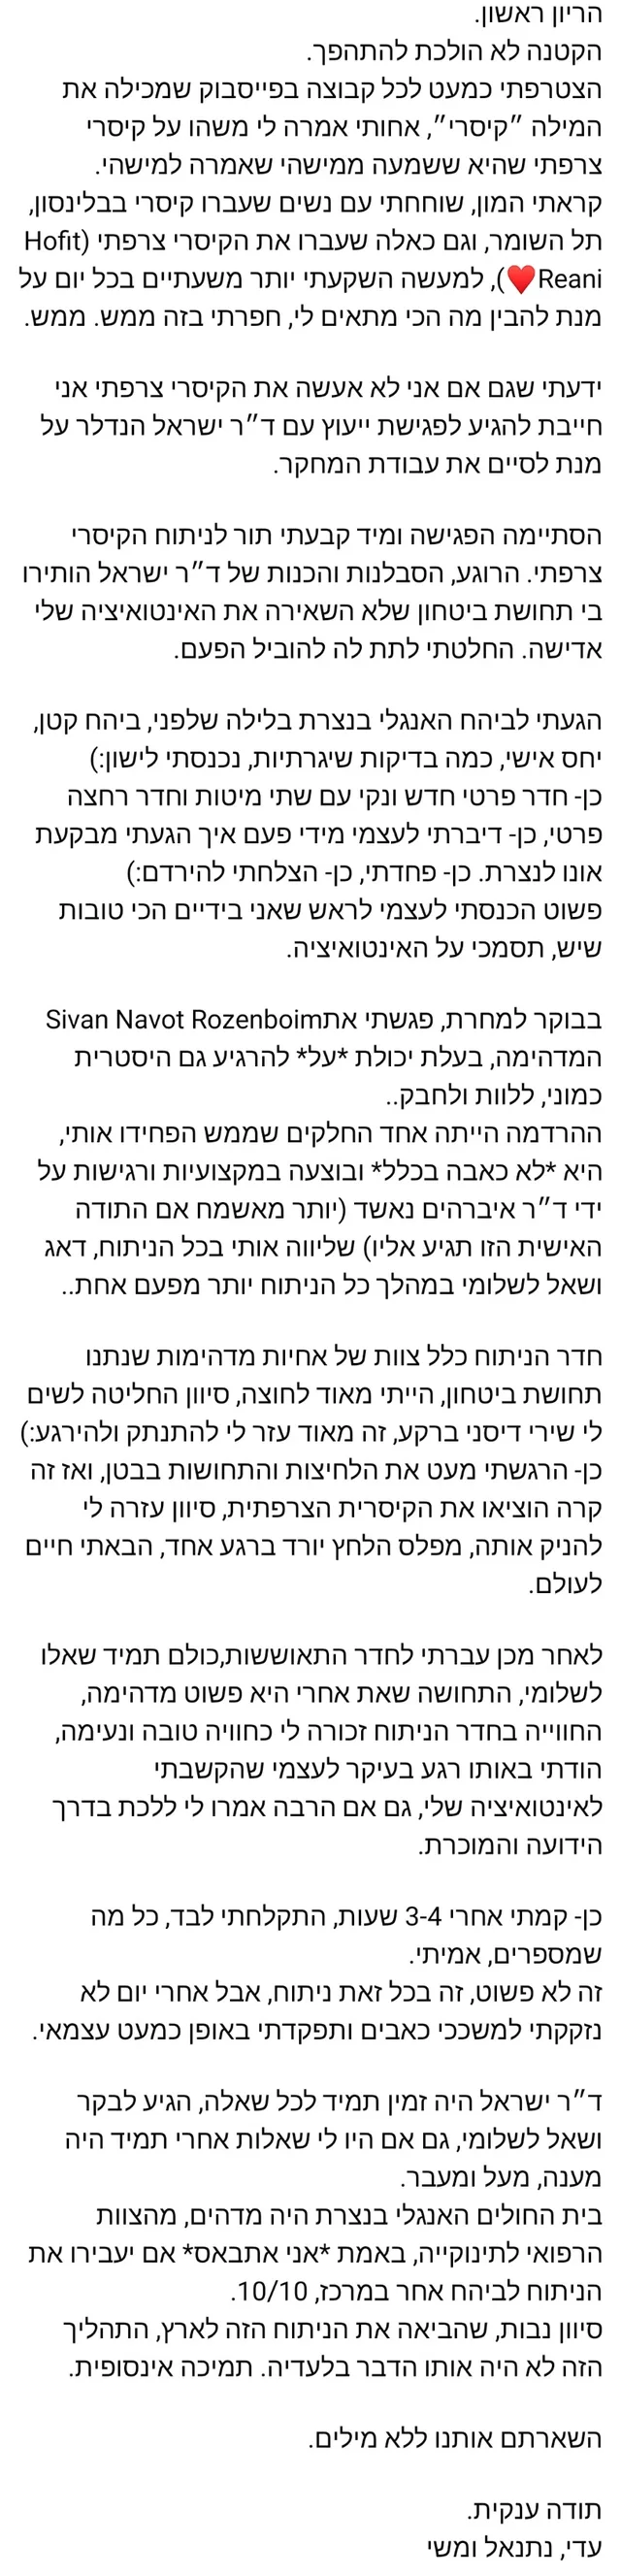 הריון ראשון.
הקטנה לא הולכת להתהפך.
הצטרפתי כמעט לכל קבוצה בפייסבוק שמכילה את
המילה ״קיסרי״, אחותי אמרה לי משהו על קיסרי
צרפתי שהיא ששמעה ממישהי שאמרה למישהי.
קראתי המון, שוחחתי עם נשים שעברו קיסרי בבלינסון,
תל השומר, וגם כאלה שעברו את הקיסרי צרפתי (Hofit
Reani♥️), למעשה השקעתי יותר משעתיים בכל יום על
מנת להבין מה הכי מתאים לי, חפרתי בזה ממש. ממש.

ידעתי שגם אם אני לא אעשה את הקיסרי צרפתי אני
חייבת להגיע לפגישת ייעוץ עם ד״ר ישראל הנדלר על
מנת לסיים את עבודת המחקר.

הסתיימה הפגישה ומיד קבעתי תור לניתוח הקיסרי
צרפתי. הרוגע, הסבלנות והכנות של ד״ר ישראל הותירו
בי תחושת ביטחון שלא השאירה את האינטואיציה שלי
אדישה. החלטתי לתת לה להוביל הפעם.

הגעתי לביהח האנגלי בנצרת בלילה שלפני, ביהח קטן,
יחס אישי, כמה בדיקות שיגרתיות, נכנסתי לישון:)
כן- חדר פרטי חדש ונקי עם שתי מיטות וחדר רחצה
פרטי, כן- דיברתי לעצמי מידי פעם איך הגעתי מבקעת
אונו לנצרת. כן- פחדתי, כן- הצלחתי להירדם:)
פשוט הכנסתי לעצמי לראש שאני בידיים הכי טובות
שיש, תסמכי על האינטואיציה.

בבוקר למחרת, פגשתי אתSivan Navot Rozenboim
המדהימה, בעלת יכולת *על* להרגיע גם היסטרית
כמוני, ללוות ולחבק..
ההרדמה הייתה אחד החלקים שממש הפחידו אותי,
היא *לא כאבה בכלל* ובוצעה במקצועיות ורגישות על
ידי ד״ר איברהים נאשד (יותר מאשמח אם התודה
האישית הזו תגיע אליו) שליווה אותי בכל הניתוח, דאג
ושאל לשלומי במהלך כל הניתוח יותר מפעם אחת..

חדר הניתוח כלל צוות של אחיות מדהימות שנתנו
תחושת ביטחון, הייתי מאוד לחוצה, סיוון החליטה לשים
לי שירי דיסני ברקע, זה מאוד עזר לי להתנתק ולהירגע:)
כן- הרגשתי מעט את הלחיצות והתחושות בבטן, ואז זה
קרה הוציאו את הקיסרית הצרפתית, סיוון עזרה לי
להניק אותה, מפלס הלחץ יורד ברגע אחד, הבאתי חיים
לעולם.

לאחר מכן עברתי לחדר התאוששות,כולם תמיד שאלו
לשלומי, התחושה שאת אחרי היא פשוט מדהימה,
החווייה בחדר הניתוח זכורה לי כחוויה טובה ונעימה,
הודתי באותו רגע בעיקר לעצמי שהקשבתי
לאינטואיציה שלי, גם אם הרבה אמרו לי ללכת בדרך
הידועה והמוכרת.

כן- קמתי אחרי 3-4 שעות, התקלחתי לבד, כל מה
שמספרים, אמיתי.
זה לא פשוט, זה בכל זאת ניתוח, אבל אחרי יום לא
נזקקתי למשככי כאבים ותפקדתי באופן כמעט עצמאי.

ד״ר ישראל היה זמין תמיד לכל שאלה, הגיע לבקר
ושאל לשלומי, גם אם היו לי שאלות אחרי תמיד היה
מענה, מעל ומעבר.
בית החולים האנגלי בנצרת היה מדהים, מהצוות
הרפואי לתינוקייה, באמת *אני אתבאס* אם יעבירו את
הניתוח לביהח אחר במרכז, 10/10.
סיוון נבות, שהביאה את הניתוח הזה לארץ, התהליך
הזה לא היה אותו הדבר בלעדיה. תמיכה אינסופית.

השארתם אותנו ללא מילים.

תודה ענקית.
עדי, נתנאל ומשי